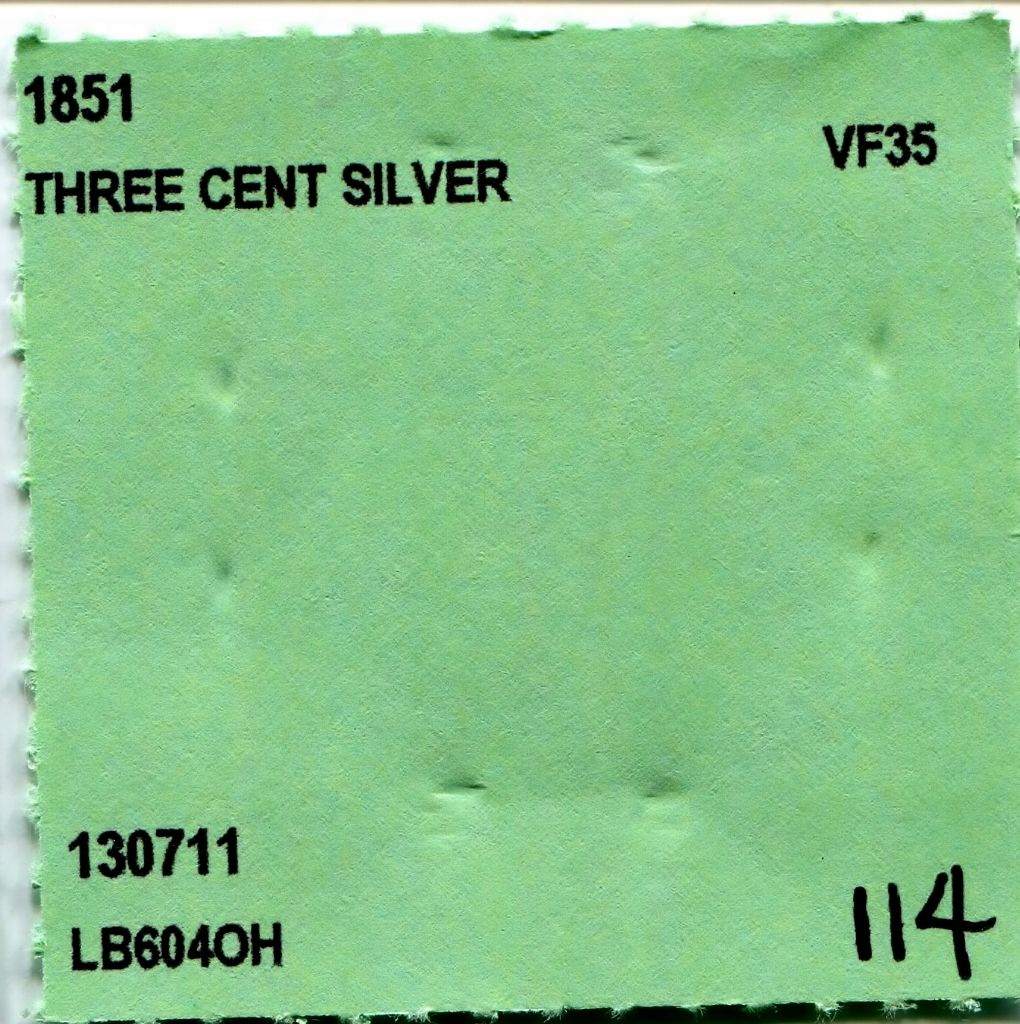 1851
THREE CENT SILVER
VF35
130711
LB604OH
114